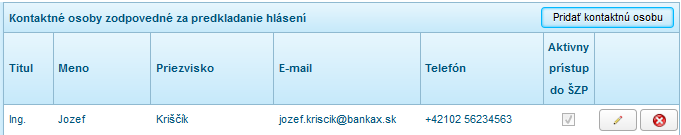 Kontaktné osoby zodpovedné za predkladanie hlásení Pridať kontaktnú osobu
Titul Meno Priezvisko E-mail Telefón Aktívny prístup do ŠZP
Ing. Jozef Kriščík jozef.kriscik@bankax.sk +42102 56234563